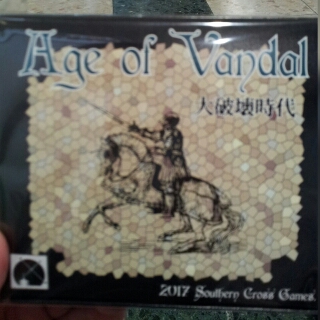 Age of Vandal
大破壊時代
2017 Southern Cross Games.